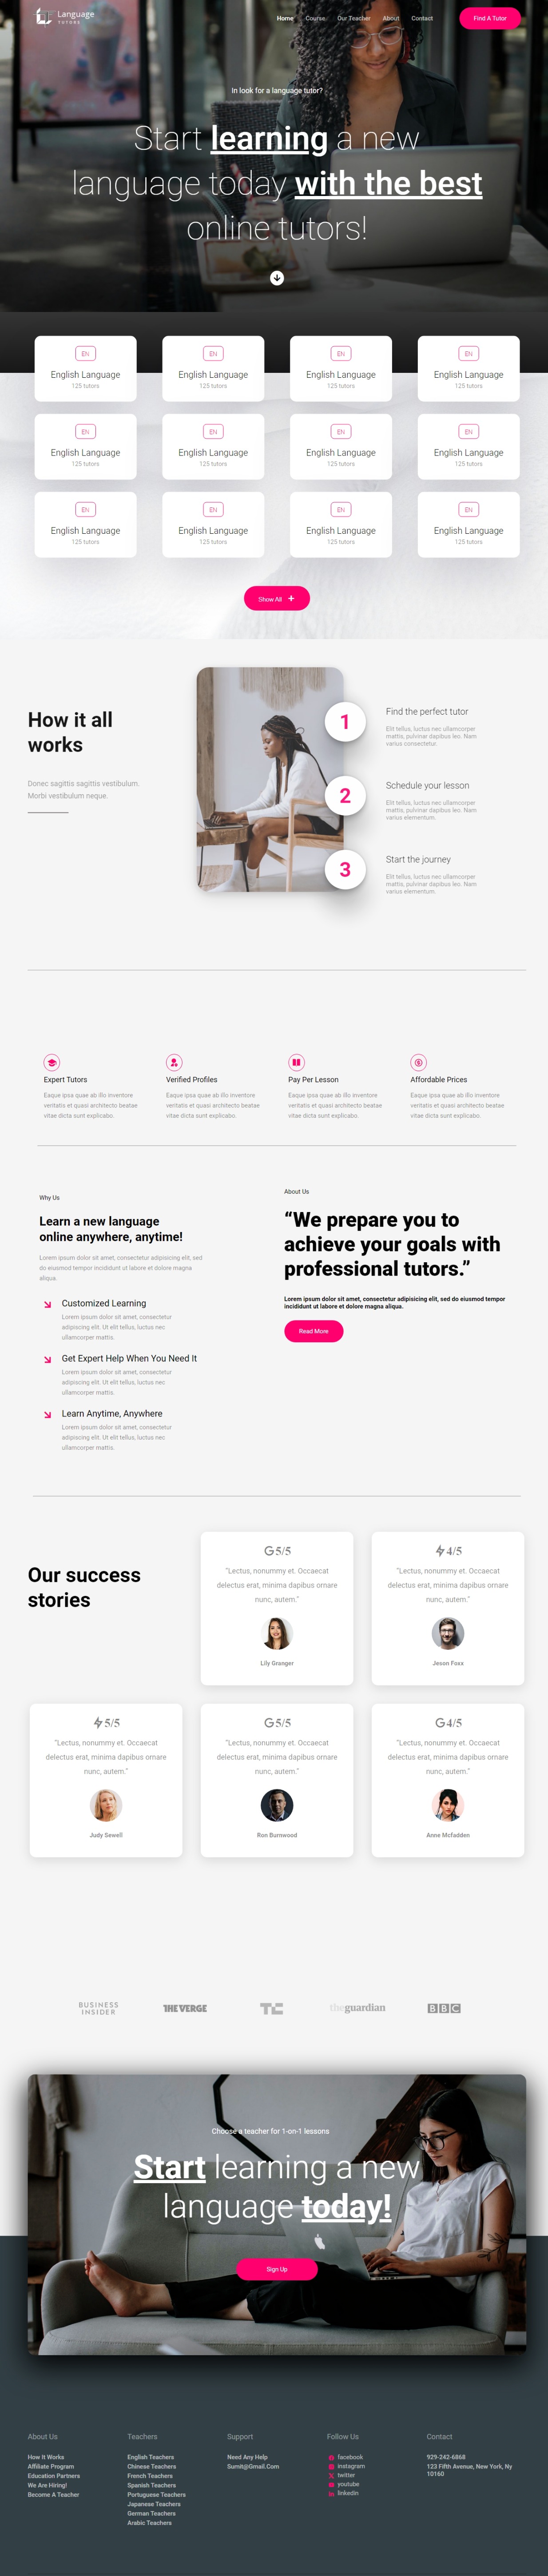 Language
TUTORS
Home Course Our Teacher About Contact Find A Tutor
In look for a language tutor?
Start learning a new
language today with the best
online tutors!
EN EN EN EN
English Language English Language English Language English Language
125 tutors 125 tutors 125 tutors 125 tutors
EN EN EN EN
English Language English Language English Language English Language
125 tutors 125 tutors 125 tutors 125 tutors
EN EN EN EN
English Language English Language English Language English Language
125 tutors 125 tutors 125 tutors 125 tutors
Show All
How it all
works
Donec sagittis sagittis vestibulum.
Morbi vestibulum neque.
1
Find the perfect tutor
Elit tellus, luctus nec ullamcorper
mattis, pulvinar dapibus leo. Nam
varius consectetur.
2
Schedule your lesson
Elit tellus, luctus nec ullamcorper
mattis, pulvinar dapibus leo. Nam
varius elementum.
3
Start the journey
Elit tellus, luctus nec ullamcorper
mattis, pulvinar dapibus leo. Nam
varius elementum.
Expert Tutors
Eaque ipsa quae ab illo inventore
veritatis et quasi architecto beatae
vitae dicta sunt explicabo.
Verified Profiles
Eaque ipsa quae ab illo inventore
veritatis et quasi architecto beatae
vitae dicta sunt explicabo.
Pay Per Lesson
Eaque ipsa quae ab illo inventore
veritatis et quasi architecto beatae
vitae dicta sunt explicabo.
Affordable Prices
Eaque ipsa quae ab illo inventore
veritatis et quasi architecto beatae
vitae dicta sunt explicabo.
Why Us
Learn a new language
online anywhere, anytime!
Lorem ipsum dolor sit amet, consectetur adipisicing elit, sed
do eiusmod tempor incididunt ut labore et dolore magna
aliqua.
Customized Learning
Lorem ipsum dolor sit amet, consectetur
adipiscing elit. Ut elit tellus, luctus nec
ullamcorper mattis.
Get Expert Help When You Need It
Lorem ipsum dolor sit amet, consectetur
adipiscing elit. Ut elit tellus, luctus nec
ullamcorper mattis.
Learn Anytime, Anywhere
Lorem ipsum dolor sit amet, consectetur
adipiscing elit. Ut elit tellus, luctus nec
ullamcorper mattis.
About Us
“We prepare you to
achieve your goals with
professional tutors.”
Lorem ipsum dolor sit amet, consectetur adipisicing elit, sed do eiusmod tempor
incididunt ut labore et dolore magna aliqua.
Read More
Our success
stories
G 5/5
“Lectus, nonummy et. Occaecat
delectus erat, minima dapibus ornare
nunc, autem.”
Lily Granger
4/5
“Lectus, nonummy et. Occaecat
delectus erat, minima dapibus ornare
nunc, autem.”
Jeson Foxx
5/5
“Lectus, nonummy et. Occaecat
delectus erat, minima dapibus ornare
nunc, autem.”
Judy Sewell
G 5/5
“Lectus, nonummy et. Occaecat
delectus erat, minima dapibus ornare
nunc, autem.”
Ron Burnwood
G 4/5
“Lectus, nonummy et. Occaecat
delectus erat, minima dapibus ornare
nunc, autem.”
Anne Mcfadden
BUSINESS
INSIDER
THE VERGE
TC
theguardian
BBC
Choose a teacher for 1-on-1 lessons
Start learning a new
language today!
Sign Up
About Us
How It Works
Affiliate Program
Education Partners
We Are Hiring!
Become A Teacher
Teachers
English Teachers
Chinese Teachers
French Teachers
Spanish Teachers
Portuguese Teachers
Japanese Teachers
German Teachers
Arabic Teachers
Support
Need Any Help
Sumit@Gmail.Com
Follow Us
facebook
instagram
twitter
youtube
linkedin
Contact
929-242-6868
123 Fifth Avenue, New York, Ny
10160